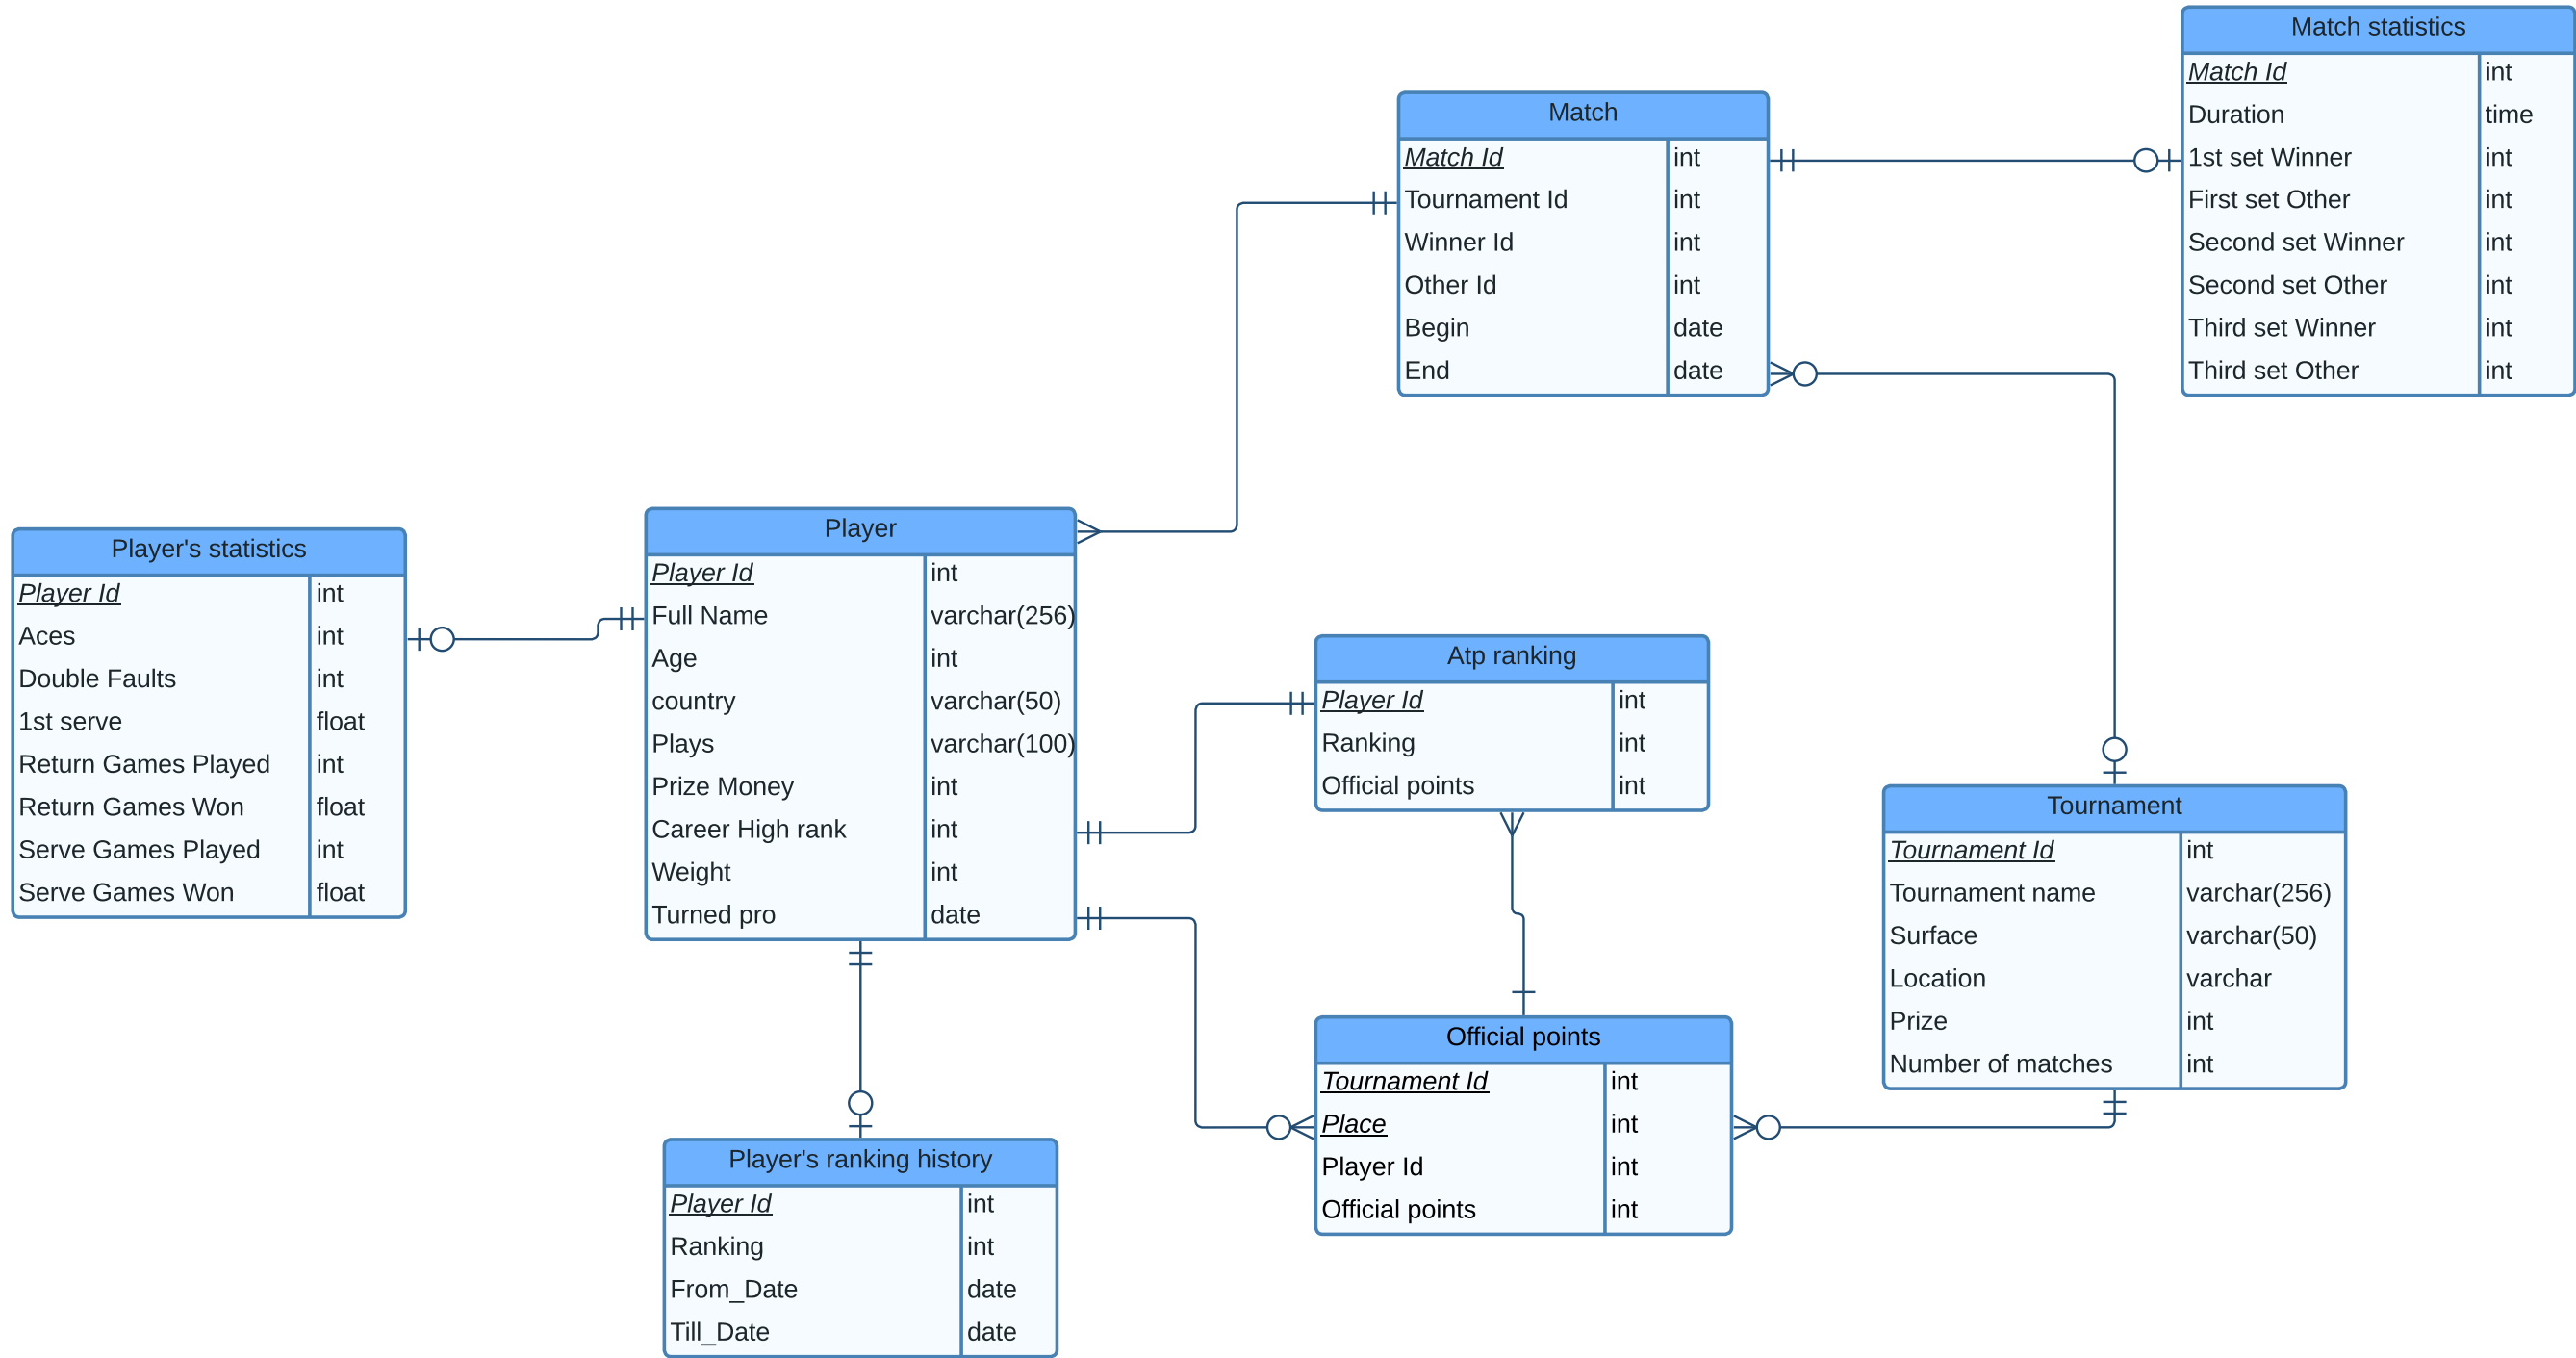 Match statistics
Match Id int
Duration time
1st set Winner int
First set Other int
Second set Winner int
Second set Other int
Third set Winner int
Third set Other int
Match
Match Id int
Tournament Id int
Winner Id int
Other Id int
Begin date
End date
Player's statistics
Player Id int
Aces int
Double Faults int
1st serve float
Return Games Played int
Return Games Won float
Serve Games Played int
Serve Games Won float
Player
Player Id int
Full Name varchar(256)
Age int
country varchar(50)
Plays varchar(100)
Prize Money int
Career High rank int
Weight int
Turned pro date
Atp ranking
Player Id int
Ranking int
Official points int
Tournament
Tournament Id int
Tournament name varchar(256)
Surface varchar(50)
Location varchar
Prize int
Number of matches int
Official points
Tournament Id int
Place int
Player Id int
Official points int
Player's ranking history
Player Id int
Ranking int
From_Date date
Till_Date date